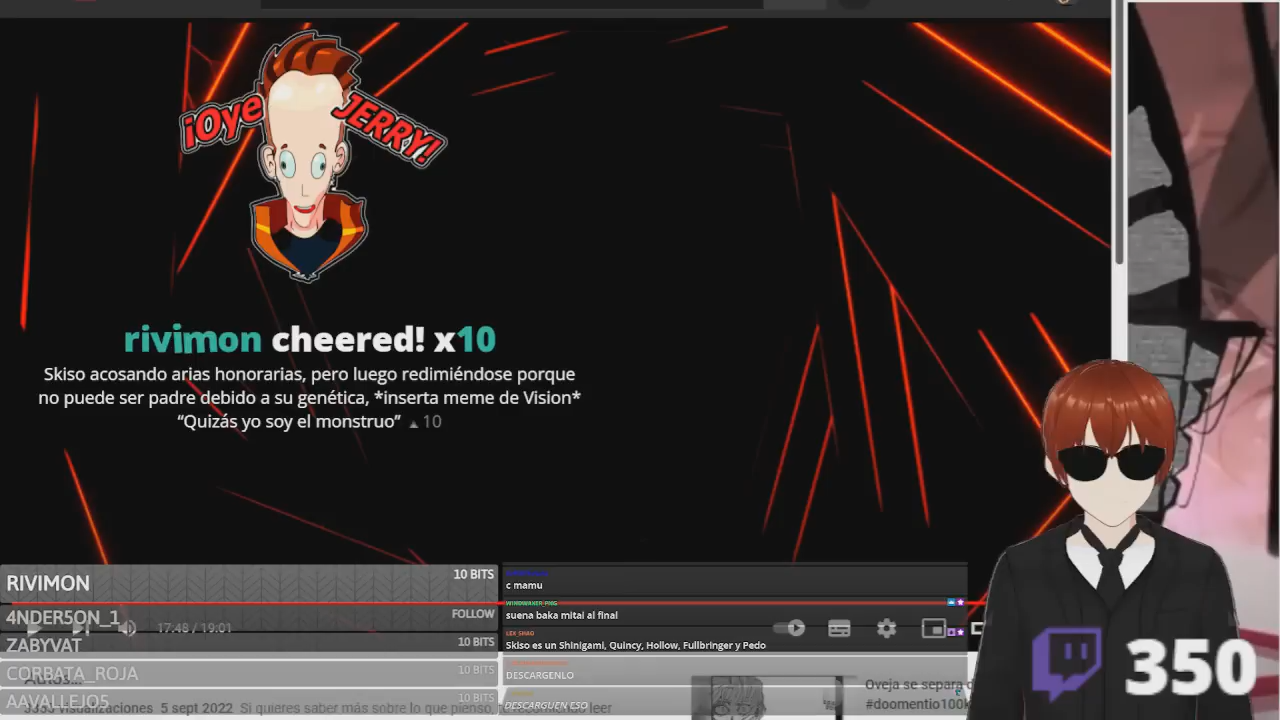 ¡Oye JERRY!
rivimon cheered! x10
Skiso acosando arias honorarias, pero luego redimiéndose porque
no puede ser padre debido a su genética, *inserta meme de Vision*
“Quizás yo soy el monstruo” 10
RIVIMON 10 BITS
4NDER5ON_1 FOLLOW
17:48 / 19:01
ZABYVAT 10 BITS
CORBATA_ROJA 10 BITS
AAVALLEJO5 10 BITS
visualizaciones 5 sept 2022 Si quieres saber más sobre lo que pienso, leer
c mamu
suena baka mitai al final
Skiso es un Shinigami, Quincy, Hollow, Fullbringer y Pedo
DESCARGENLO
DESCARGUEN ESO
Oveja se separa
#doomentio100k
350